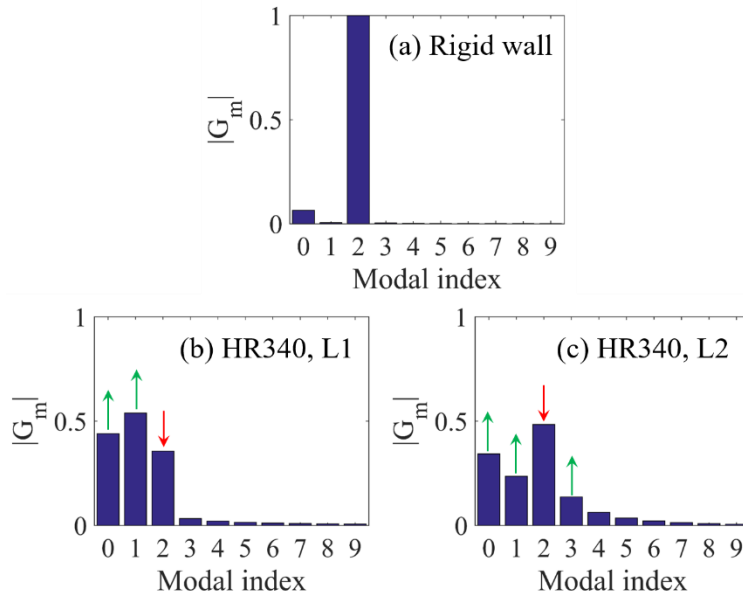 (a) Rigid wall
1
0.5
0
|G_m|
0 1 2 3 4 5 6 7 8 9
Modal index
(b) HR340, L1
1
0.5
0
|G_m|
0 1 2 3 4 5 6 7 8 9
Modal index
(c) HR340, L2
1
0.5
0
|G_m|
0 1 2 3 4 5 6 7 8 9
Modal index